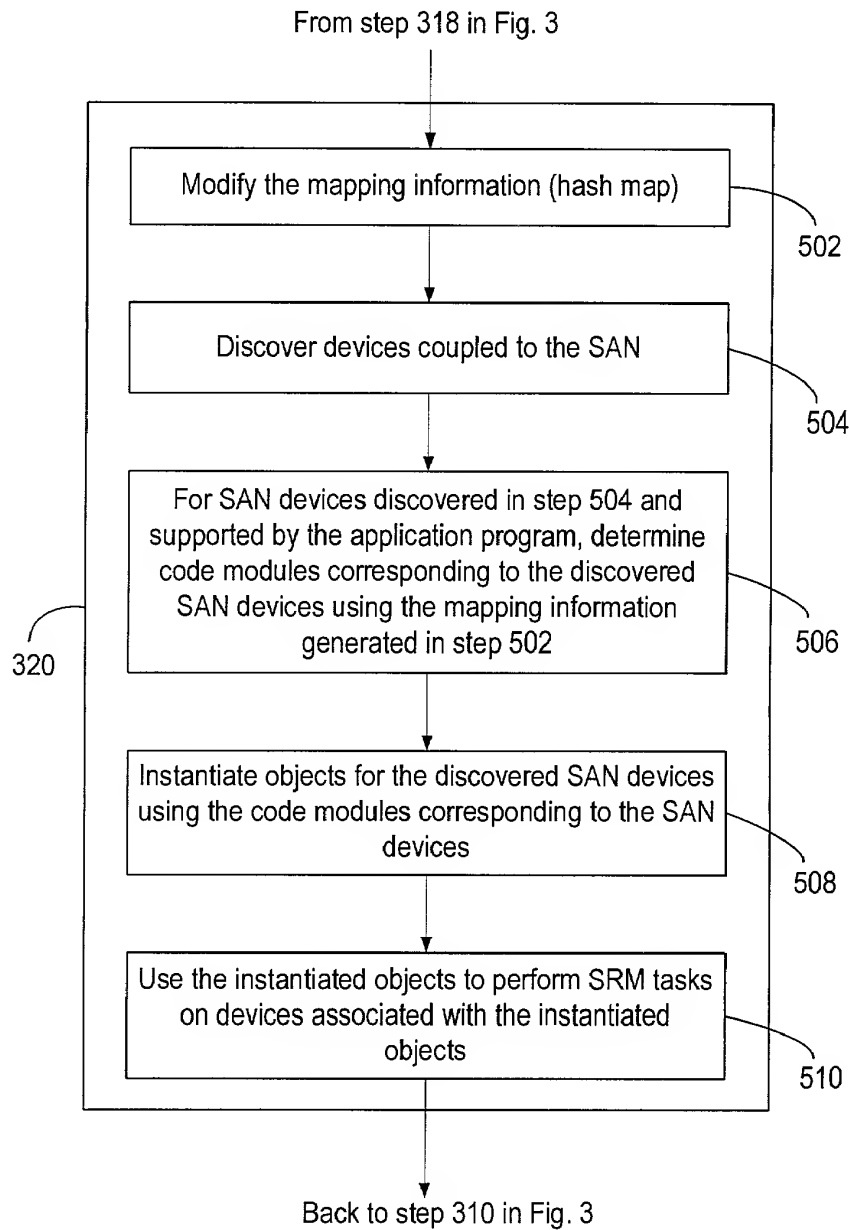 From step 318 in Fig. 3
Modify the mapping information (hash map)
502
Discover devices coupled to the SAN
504
For SAN devices discovered in step 504 and
supported by the application program, determine
code modules corresponding to the discovered
SAN devices using the mapping information
generated in step 502
506
320
Instantiate objects for the discovered SAN devices
using the code modules corresponding to the SAN
devices
508
Use the instantiated objects to perform SRM tasks
on devices associated with the instantiated
objects
510
Back to step 310 in Fig. 3